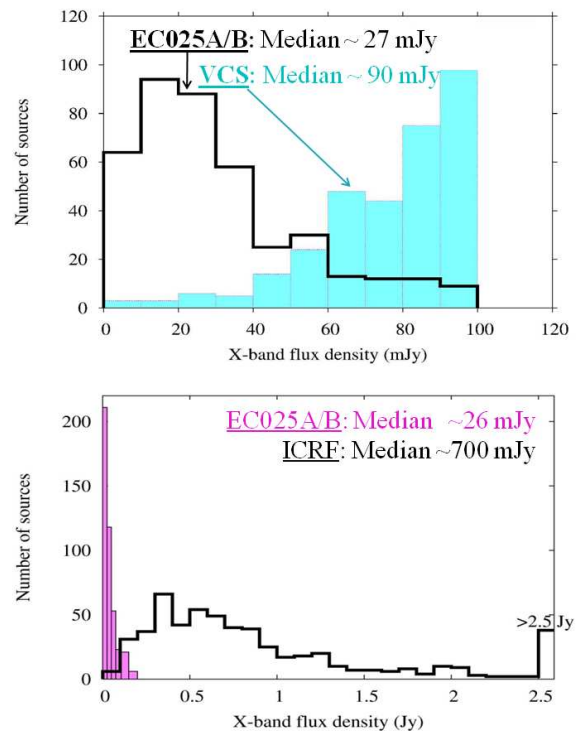 EC025A/B: Median ~ 27 mJy
VCS: Median ~ 90 mJy
120
100
80
60
40
20
0
Number of sources
0 20 40 60 80 100 120
X-band flux density (mJy)
EC025A/B: Median ~26 mJy
ICRF: Median ~700 mJy
200
150
100
50
0
Number of sources
>2.5 Jy
0 0.5 1 1.5 2 2.5
X-band flux density (Jy)